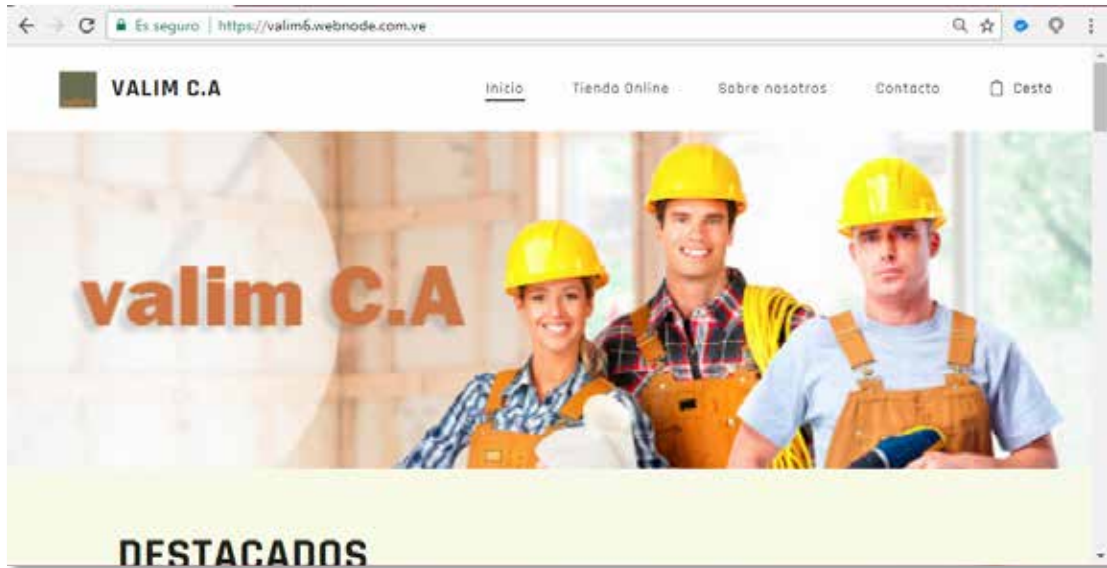 Es seguro | https://valim6.webnode.com.ve
VALIM C.A
Inicio Tienda Online Sobre nosotros Contacto Cesta
valim C.A
DESTACADOS